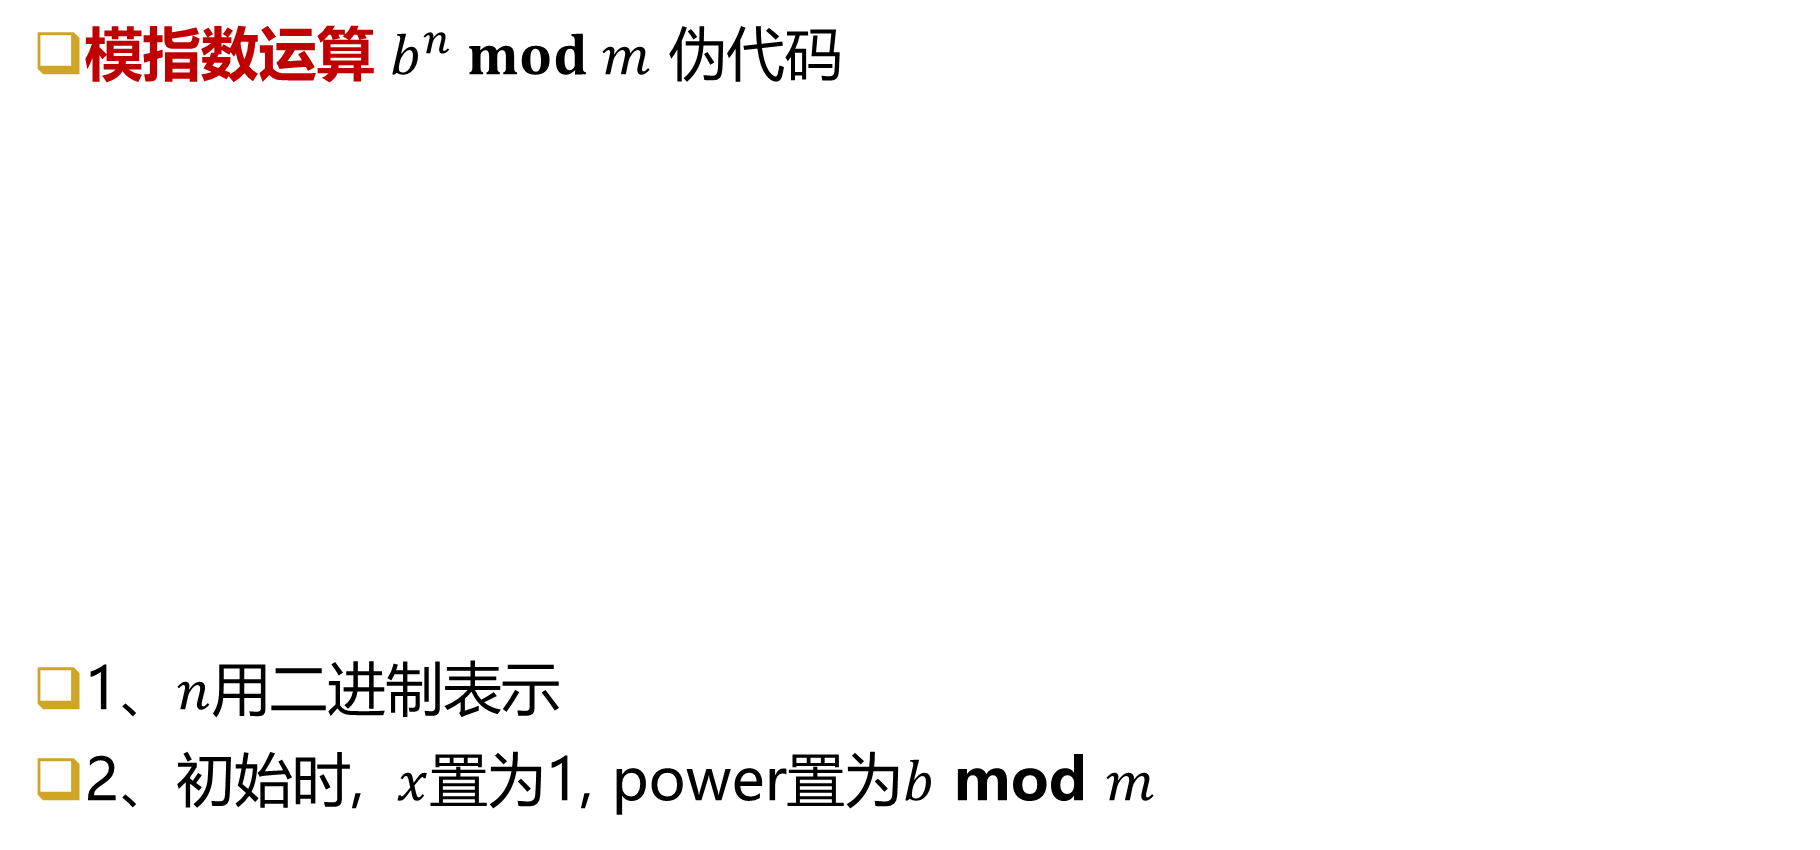 ❑模指数运算 bⁿ mod m 伪代码
❑1、n用二进制表示
❑2、初始时, x置为1, power置为b mod m